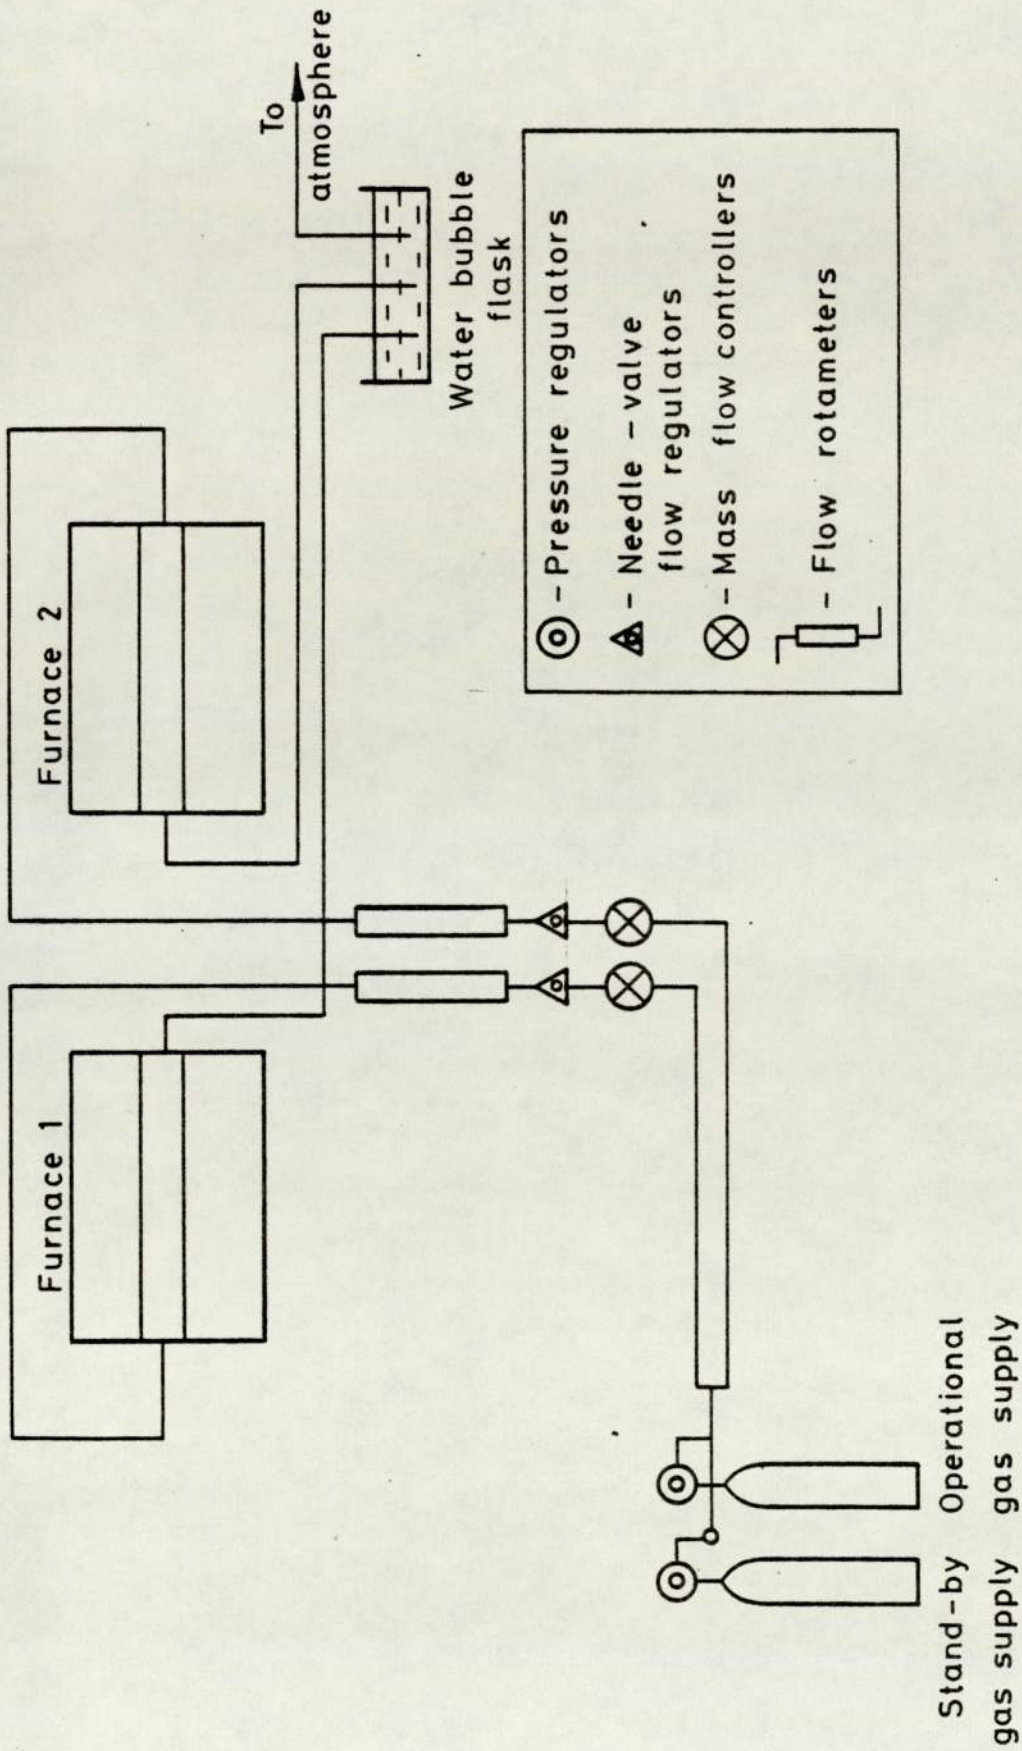 Furnace 1
Furnace 2
To
atmosphere
Water bubble
flask
Stand-by
gas supply
Operational
gas supply
- Pressure regulators
- Needle - valve
flow regulators
- Mass flow controllers
- Flow rotameters